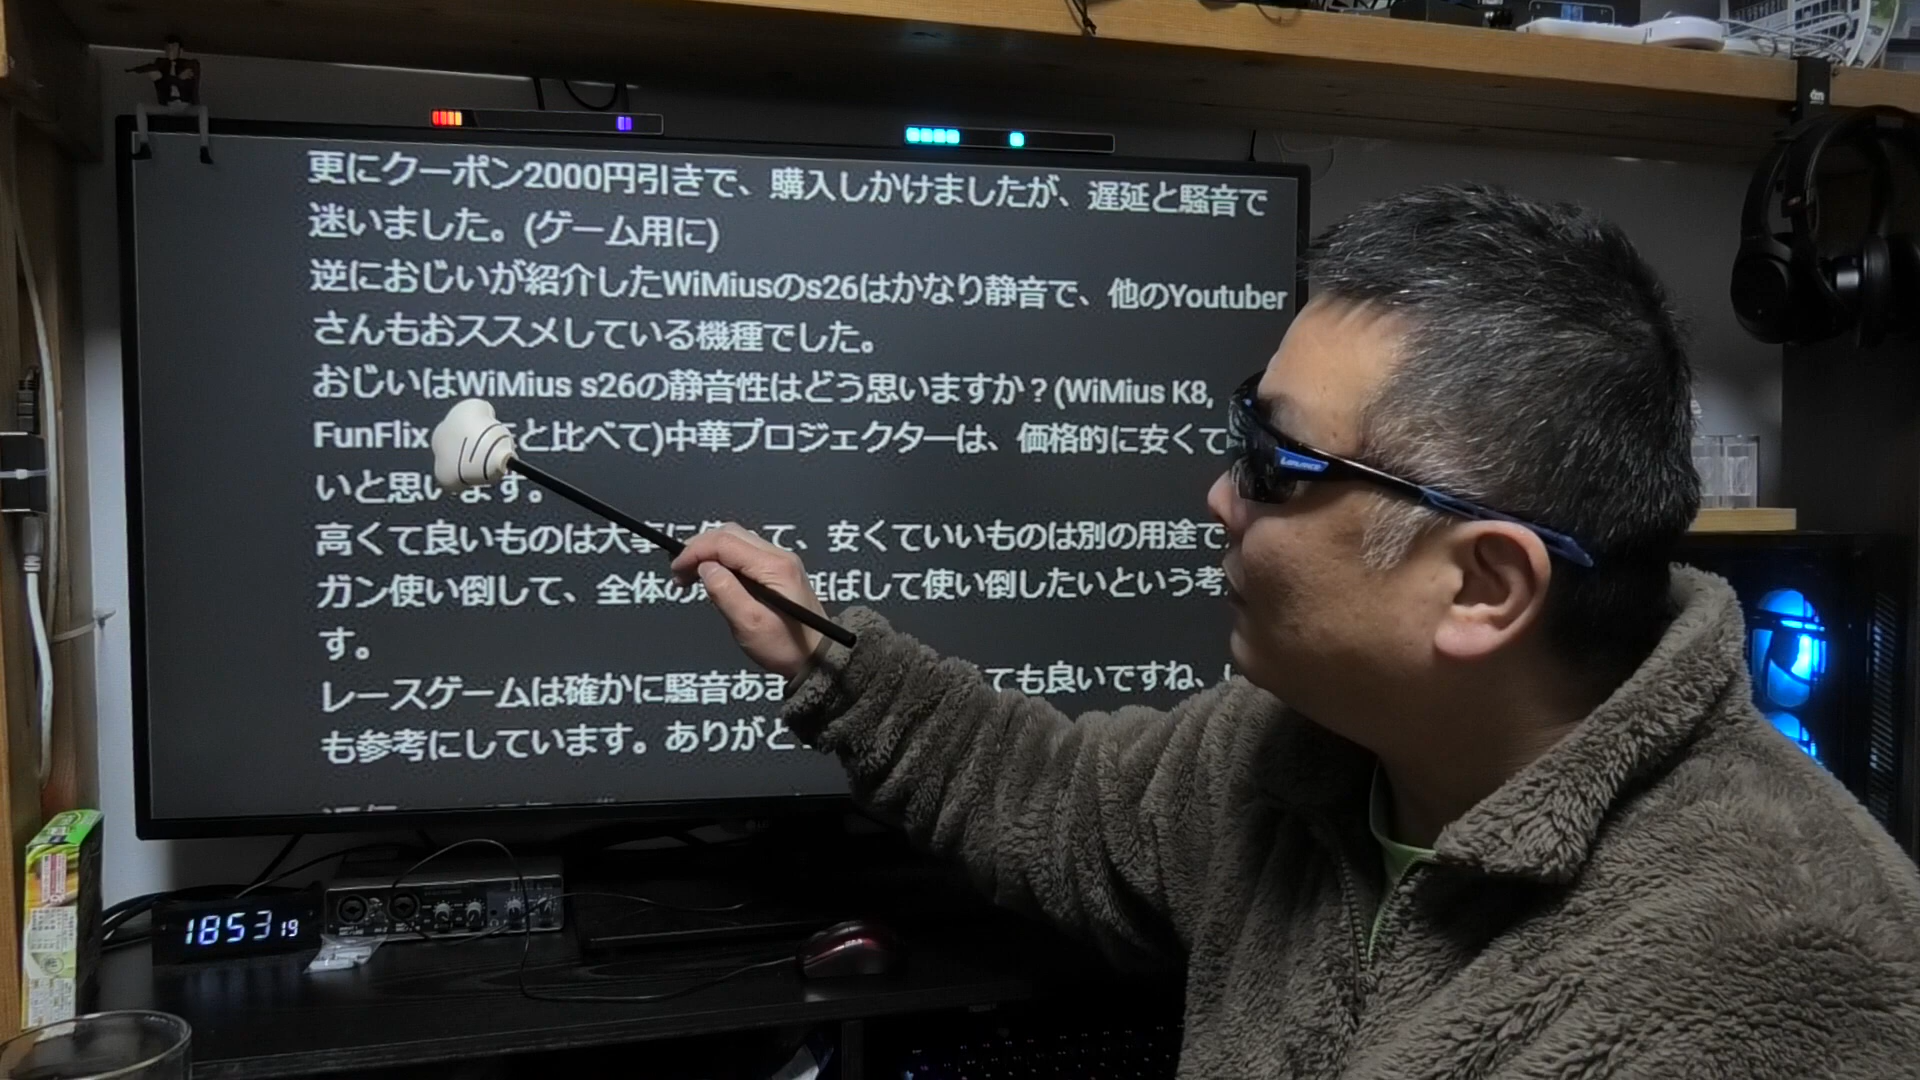 更にクーポン2000円引きで、購入しかけましたが、遅延と騒音で
迷いました。(ゲーム用に)
逆におじいが紹介したWiMiusのs26はかなり静音で、他のYoutuber
さんもおススメしている機種でした。
おじいはWiMius s26の静音性はどう思いますか？(WiMius K8,
FunFlix と比べて)中華プロジェクターは、価格的に安くて
いと思います。
高くて良いものは大事に て、安くていいものは別の用途で
ガン使い倒して、全体の 延ばして使い倒したいという考
す。
レースゲームは確かに騒音あま ても良いですね、
も参考にしています。ありがと
185319